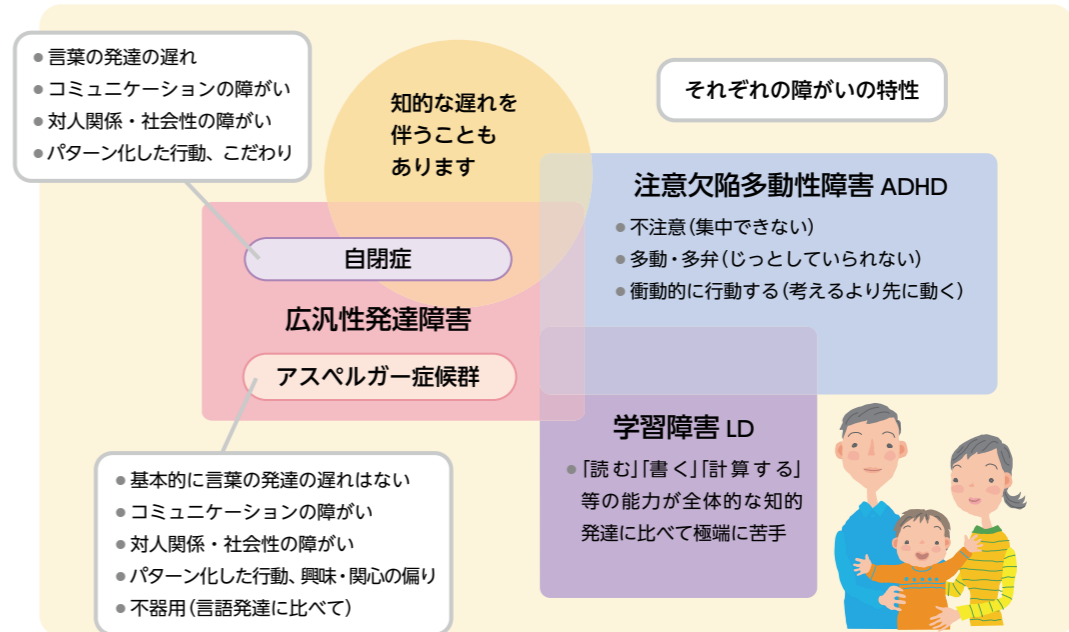 それぞれの障がいの特性
●言葉の発達の遅れ
●コミュニケーションの障がい
●対人関係・社会性の障がい
●パターン化した行動、こだわり
知的な遅れを
伴うことも
あります
自閉症
広汎性発達障害
アスペルガー症候群
●基本的に言葉の発達の遅れはない
●コミュニケーションの障がい
●対人関係・社会性の障がい
●パターン化した行動、興味・関心の偏り
●不器用(言語発達に比べて)
注意欠陥多動性障害 ADHD
●不注意(集中できない)
●多動・多弁(じっとしていられない)
●衝動的に行動する(考えるより先に動く)
学習障害 LD
●「読む」「書く」「計算する」
等の能力が全体的な知的
発達に比べて極端に苦手